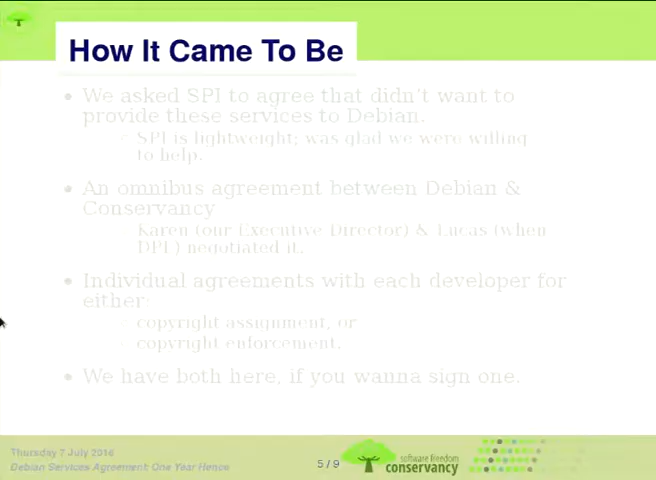 How It Came To Be
• We asked SPI to agree that didn't want to
provide these services to Debian.
SPI is lightweight; was glad we were willing
to help.
• An omnibus agreement between Debian &
Conservancy
Karen (our Executive Director) & Lucas (when
DPL) negotiated it.
• Individual agreements with each developer for
either:
copyright assignment, or
copyright enforcement.
• We have both here, if you wanna sign one.
Thursday 7 July 2016
Debian Services Agreement: One Year Hence
5 / 9
software freedom
conservancy